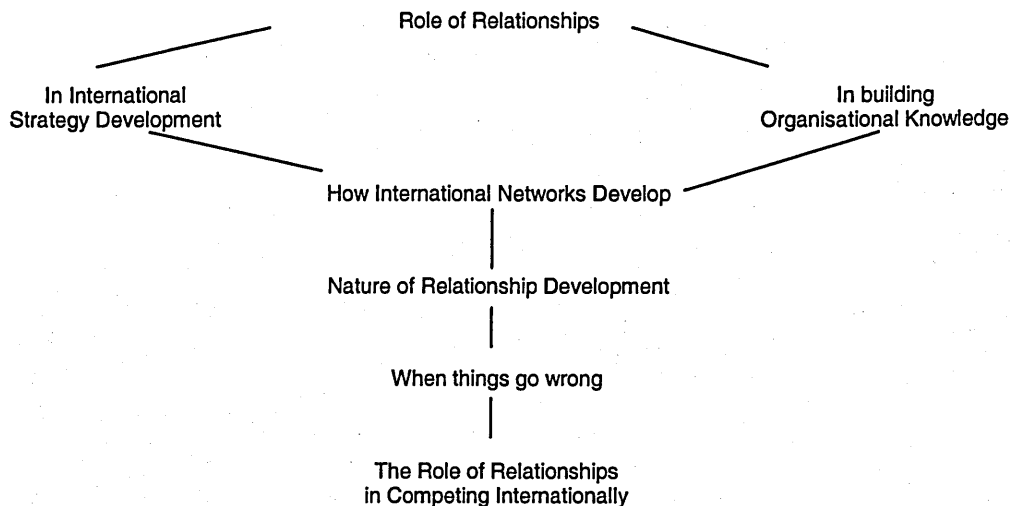 Role of Relationships
In International
Strategy Development
In building
Organisational Knowledge
How International Networks Develop
Nature of Relationship Development
When things go wrong
The Role of Relationships
in Competing Internationally